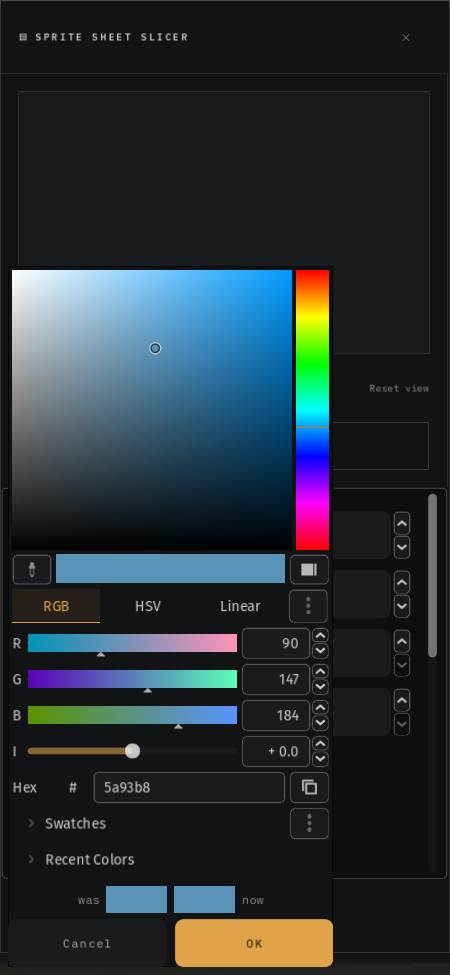 SPRITE SHEET SLICER
Reset view
RGB HSV Linear
R 90
G 147
B 184
I + 0.0
Hex # 5a93b8
Swatches
Recent Colors
was now
Cancel OK